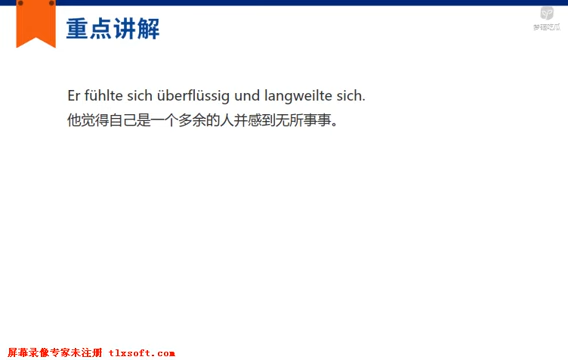 重点讲解
Er fühlte sich überflüssig und langweilte sich.
他觉得自己是一个多余的人并感到无所事事。
屏幕录像专家未注册 tlxsoft.com